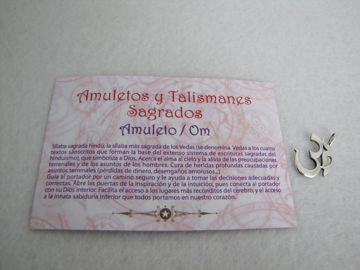 Amuletos y Talismanes
Sagrados
Amuleto / Om
Sílaba sagrada hindú, la sílaba más sagrada de los Vedas (se denomina Vedas a los cuatro
textos sánscritos que forman la base del extenso sistema de escrituras sagradas del
hinduismo), que simboliza a Dios. Acerca el alma al cielo y la alivia de las preocupaciones
terrenales y de los asuntos de los hombres. Cura de heridas profundas causadas por
asuntos terrenales (pérdidas de dinero, desengaños amorosos...)
Guía al portador por un camino seguro y le ayuda a tomar las decisiones adecuadas y
correctas. Abre las puertas de la inspiración y de la intuición, pues conecta al portador
con su Dios interior. Facilita el acceso a los lugares más recónditos del cerebro, y el acceso
a la innata sabiduría interior que todos portamos en nuestro corazón.
ॐ